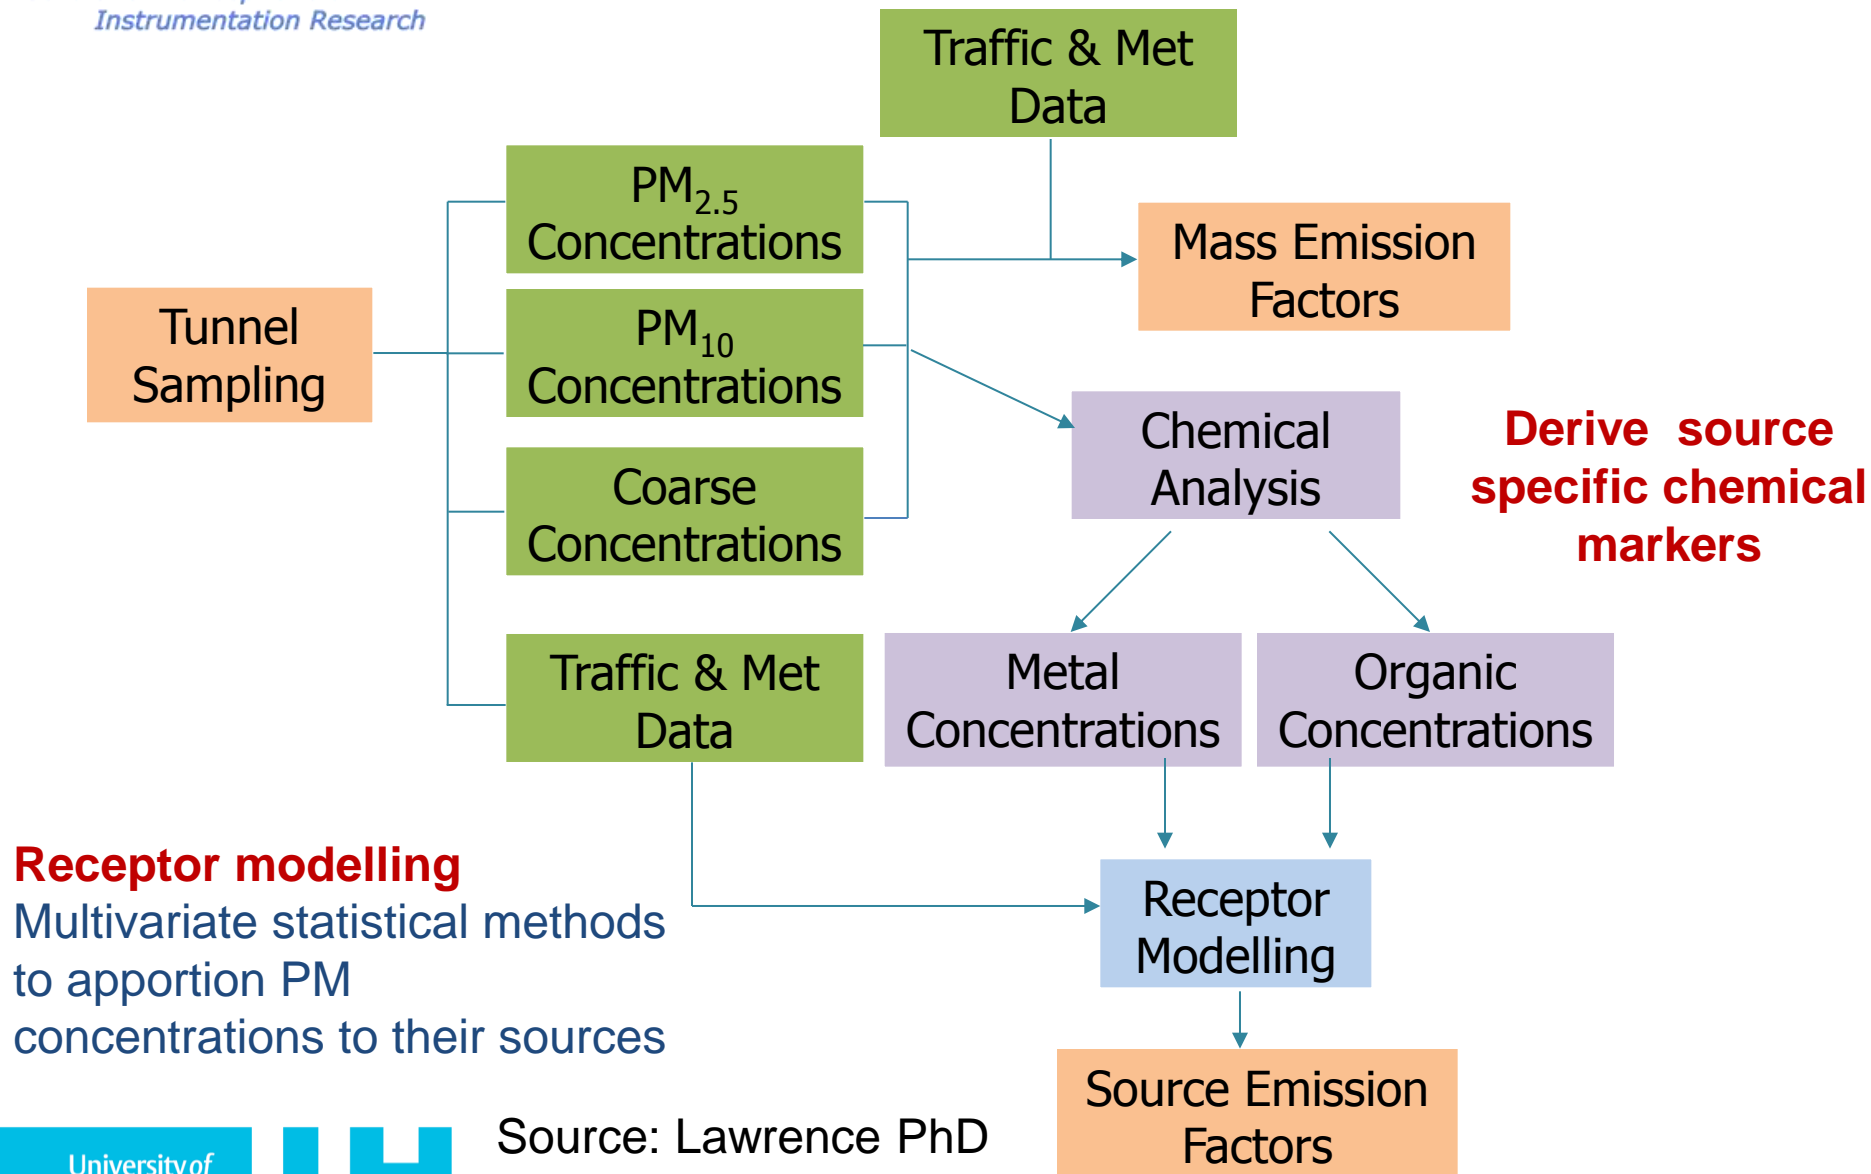 Instrumentation Research
Traffic & Met
Data
PM2.5
Concentrations
Mass Emission
Factors
Tunnel
Sampling
PM10
Concentrations
Chemical
Analysis
Derive source
specific chemical
markers
Coarse
Concentrations
Traffic & Met
Data
Metal
Concentrations
Organic
Concentrations
Receptor modelling
Multivariate statistical methods
to apportion PM
concentrations to their sources
Receptor
Modelling
Source Emission
Factors
Source: Lawrence PhD
University of